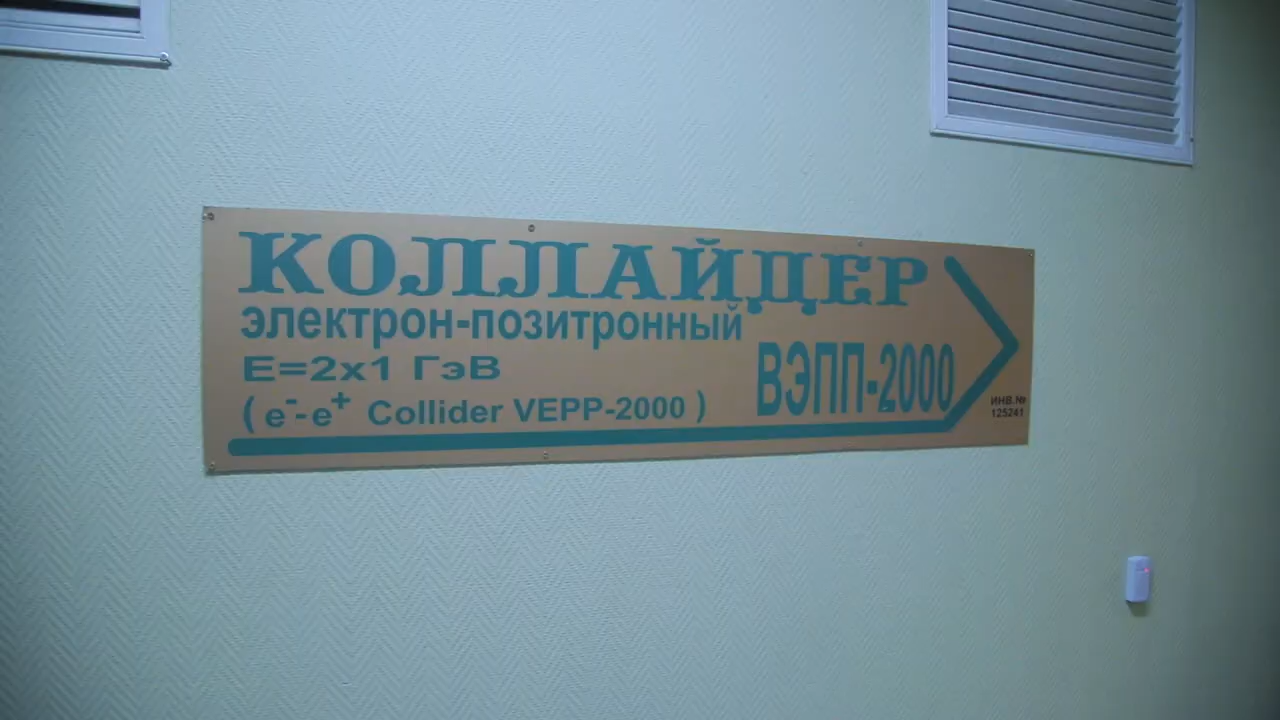 КОЛЛАЙДЕР
электрон-позитронный
E=2x1 ГэВ
ВЭПП-2000
( e⁻-e⁺ Collider VEPP-2000 )
ИНВ.№
125241